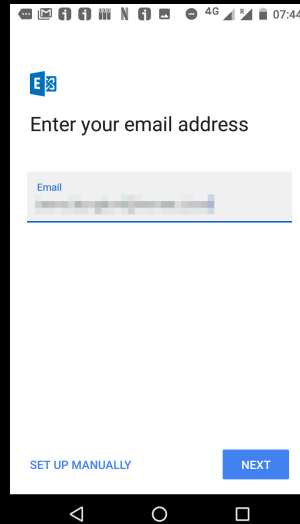 4G R 07:44
E
Enter your email address
Email
SET UP MANUALLY NEXT